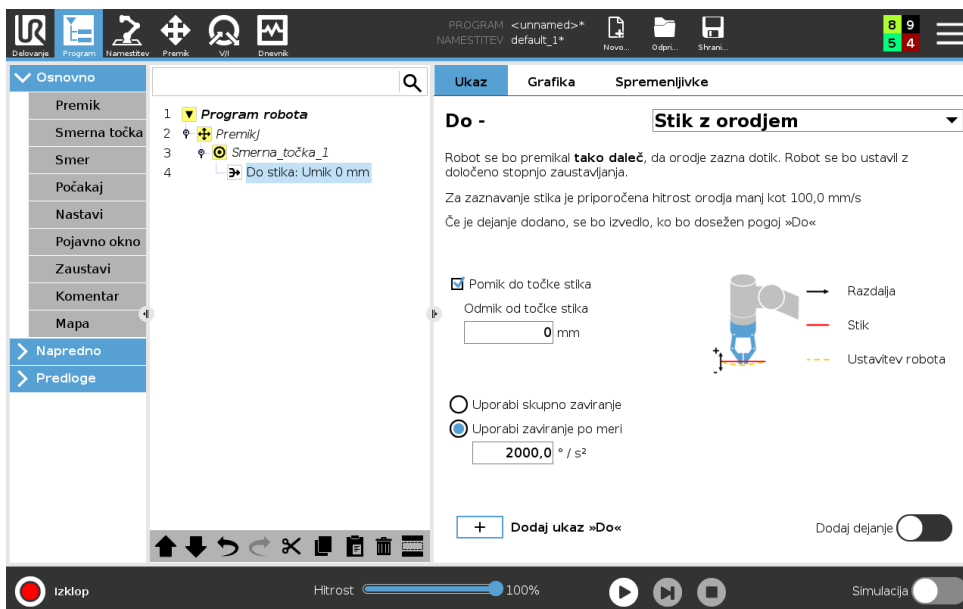 UR
PROGRAM <unnamed>*
NAMESTITEV default_1*
Delovanje Program Namestitev Premik V/I Dnevnik Novo... Odpri... Shrani...
8 9
5 4
Osnovno
Premik
Smerna točka
Smer
Počakaj
Nastavi
Pojavno okno
Zaustavi
Komentar
Mapa
Napredno
Predloge
1 Program robota
2 PremikJ
3 Smerna_točka_1
4 Do stika: Umik 0 mm
Ukaz Grafika Spremenljivke
Do - Stik z orodjem
Robot se bo premikal tako daleč, da orodje zazna dotik. Robot se bo ustavil z
določeno stopnjo zaustavljanja.
Za zaznavanje stika je priporočena hitrost orodja manj kot 100,0 mm/s
Če je dejanje dodano, se bo izvedlo, ko bo dosežen pogoj »Do«
Pomik do točke stika
Odmik od točke stika
0 mm
+
-
Razdalja
Stik
Ustavitev robota
Uporabi skupno zaviranje
Uporabi zaviranje po meri
2000,0 ° / s²
+ Dodaj ukaz »Do«
Dodaj dejanje
Izklop
Hitrost 100%
Simulacija